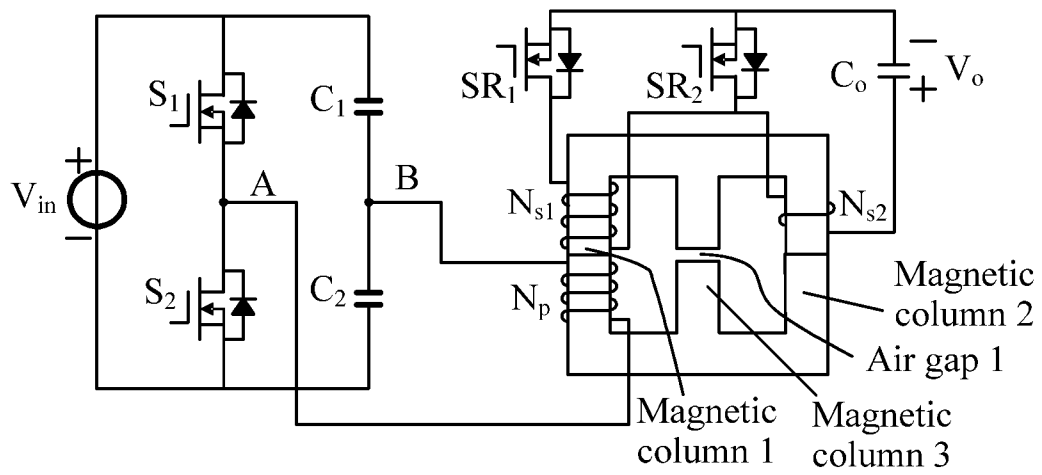 S1
C1
SR1
SR2
Co
−
Vo
+
+
Vin
−
A
B
Ns1
Ns2
S2
C2
Np
Magnetic
column 2
Air gap 1
Magnetic
column 1
Magnetic
column 3